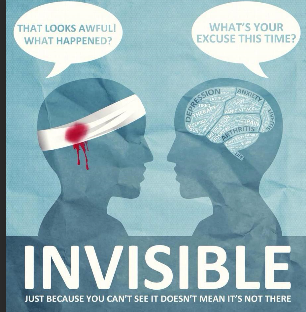 THAT LOOKS AWFUL!
WHAT HAPPENED?
WHAT'S YOUR
EXCUSE THIS TIME?
DEPRESSION
ANXIETY
ARTHRITIS
INVISIBLE
JUST BECAUSE YOU CAN'T SEE IT DOESN'T MEAN IT'S NOT THERE